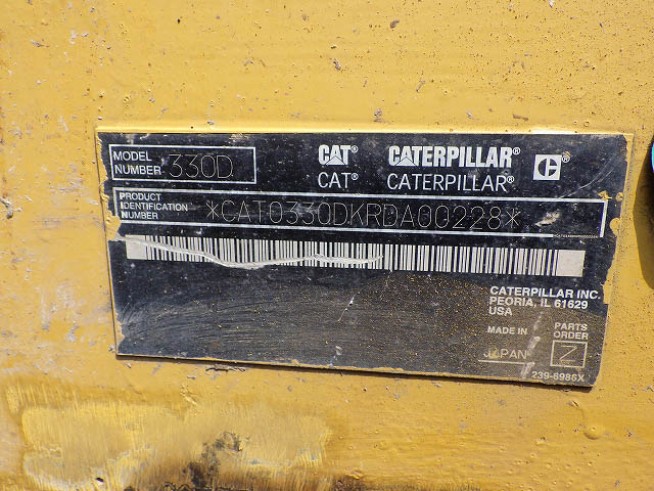 MODEL NUMBER 330D
CAT® CATERPILLAR®
CAT® CATERPILLAR®
PRODUCT IDENTIFICATION NUMBER *CAT0330DKRDA00228*
CATERPILLAR INC.
PEORIA, IL 61629
USA
MADE IN JAPAN
PARTS ORDER Z
239-6986X